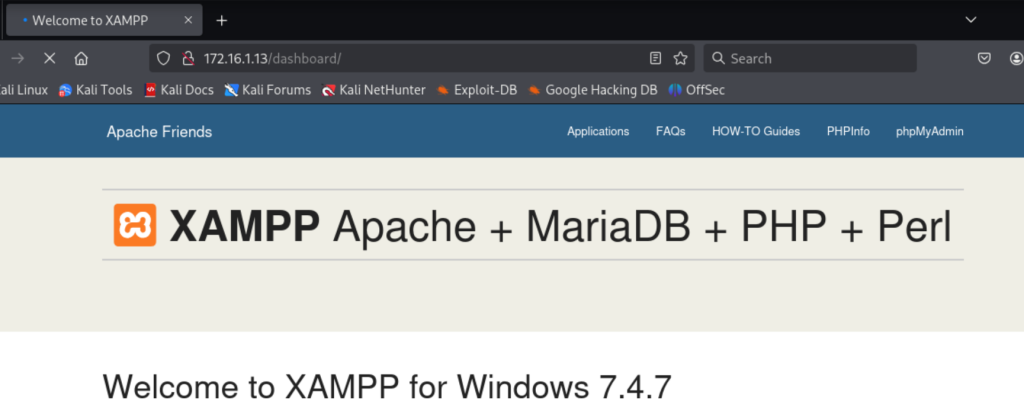 Welcome to XAMPP
172.16.1.13/dashboard/
Search
ali Linux Kali Tools Kali Docs Kali Forums Kali NetHunter Exploit-DB Google Hacking DB OffSec
Apache Friends Applications FAQs HOW-TO Guides PHPInfo phpMyAdmin
XAMPP Apache + MariaDB + PHP + Perl
Welcome to XAMPP for Windows 7.4.7